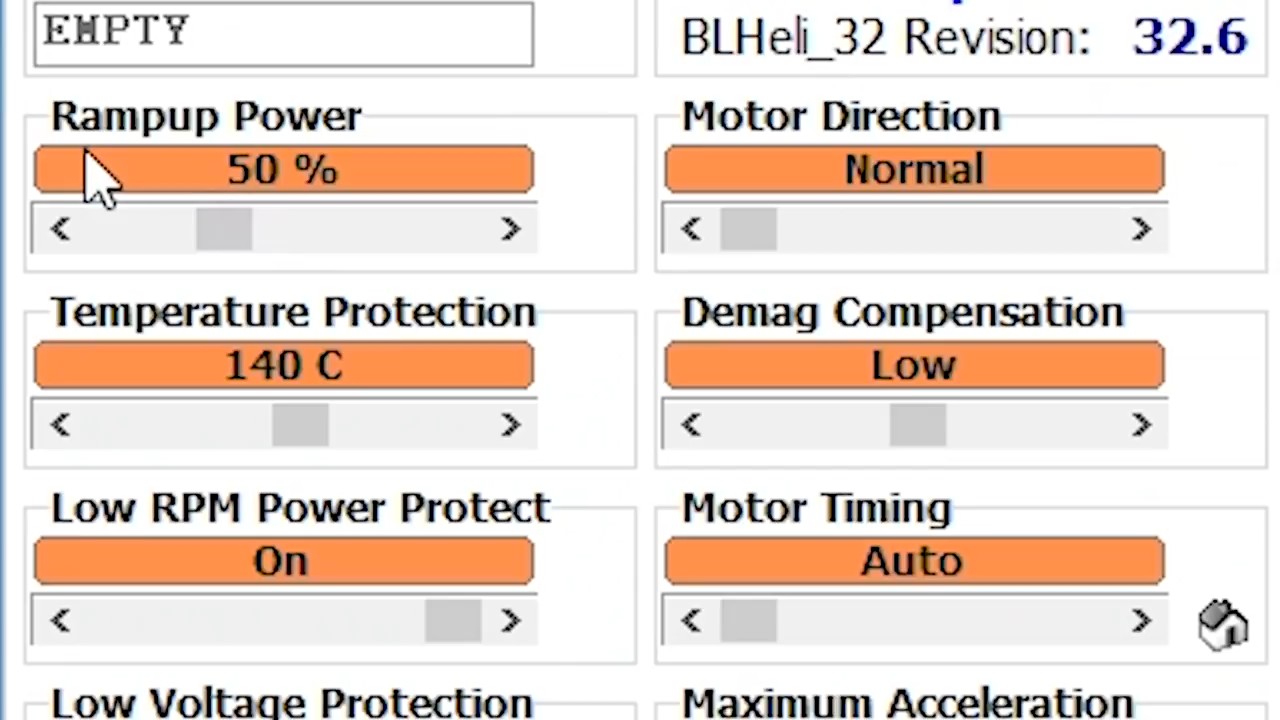 EMPTY
BLHeli_32 Revision: 32.6
Rampup Power
50 %
Motor Direction
Normal
Temperature Protection
140 C
Demag Compensation
Low
Low RPM Power Protect
On
Motor Timing
Auto
Low Voltage Protection
Maximum Acceleration